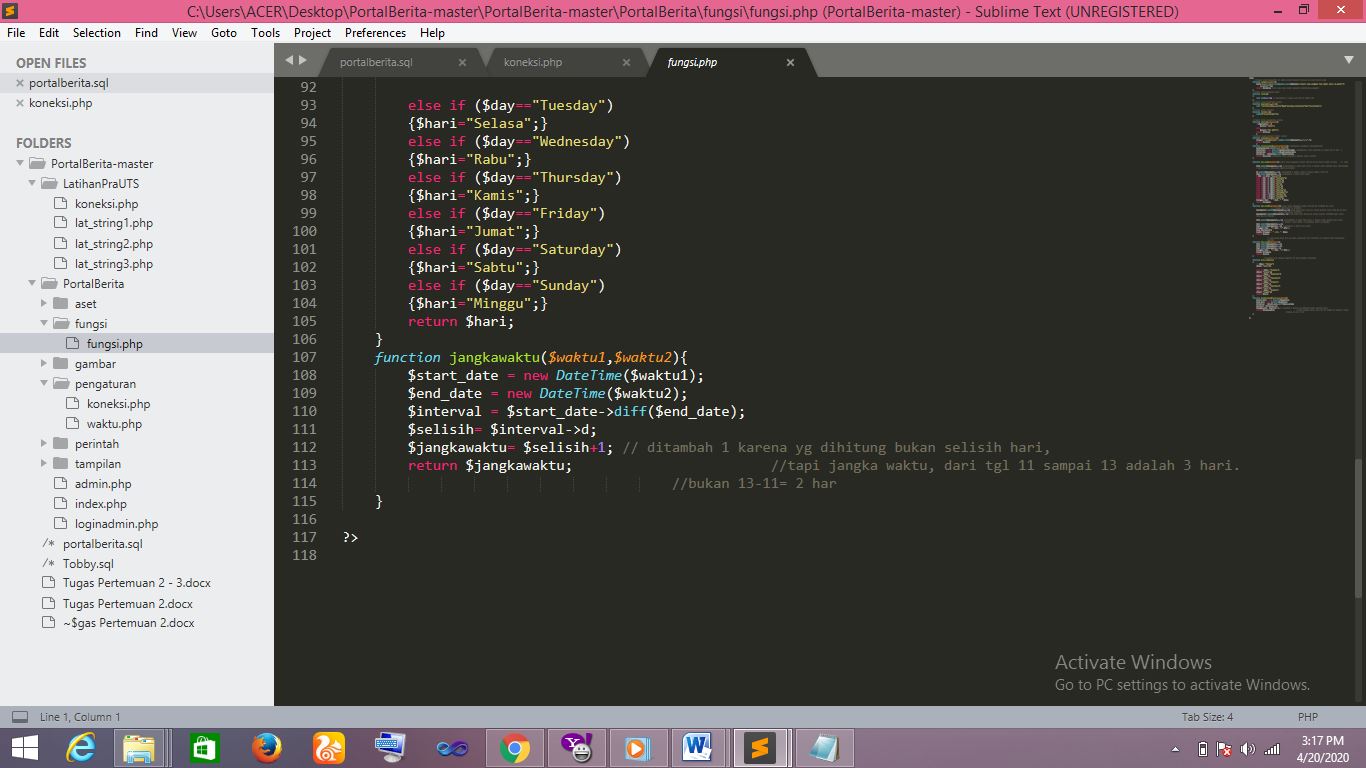 C:\Users\ACER\Desktop\PortalBerita-master\PortalBerita-master\PortalBerita\fungsi\fungsi.php (PortalBerita-master) - Sublime Text (UNREGISTERED)
File Edit Selection Find View Goto Tools Project Preferences Help
OPEN FILES
portalberita.sql
koneksi.php
FOLDERS
PortalBerita-master
LatihanPraUTS
koneksi.php
lat_string1.php
lat_string2.php
lat_string3.php
PortalBerita
aset
fungsi
fungsi.php
gambar
pengaturan
koneksi.php
waktu.php
perintah
tampilan
admin.php
index.php
loginadmin.php
/* portalberita.sql
/* Tobby.sql
Tugas Pertemuan 2 - 3.docx
Tugas Pertemuan 2.docx
~$gas Pertemuan 2.docx
portalberita.sql koneksi.php fungsi.php
92
93 else if ($day=="Tuesday")
94 {$hari="Selasa";}
95 else if ($day=="Wednesday")
96 {$hari="Rabu";}
97 else if ($day=="Thursday")
98 {$hari="Kamis";}
99 else if ($day=="Friday")
100 {$hari="Jumat";}
101 else if ($day=="Saturday")
102 {$hari="Sabtu";}
103 else if ($day=="Sunday")
104 {$hari="Minggu";}
105 return $hari;
106 }
107 function jangkawaktu($waktu1,$waktu2){
108 $start_date = new DateTime($waktu1);
109 $end_date = new DateTime($waktu2);
110 $interval = $start_date->diff($end_date);
111 $selisih= $interval->d;
112 $jangkawaktu= $selisih+1; // ditambah 1 karena yg dihitung bukan selisih hari,
113 return $jangkawaktu; //tapi jangka waktu, dari tgl 11 sampai 13 adalah 3 hari.
114 //bukan 13-11= 2 har
115 }
116
117 ?>
118
Activate Windows
Go to PC settings to activate Windows.
Line 1, Column 1 Tab Size: 4 PHP
3:17 PM
4/20/2020